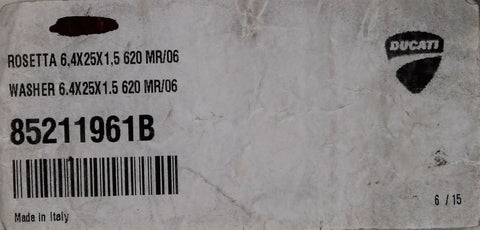 ROSETTA 6,4X25X1,5 620 MR/06
WASHER 6.4X25X1.5 620 MR/06
DUCATI
85211961B
Made in Italy
6 / 15